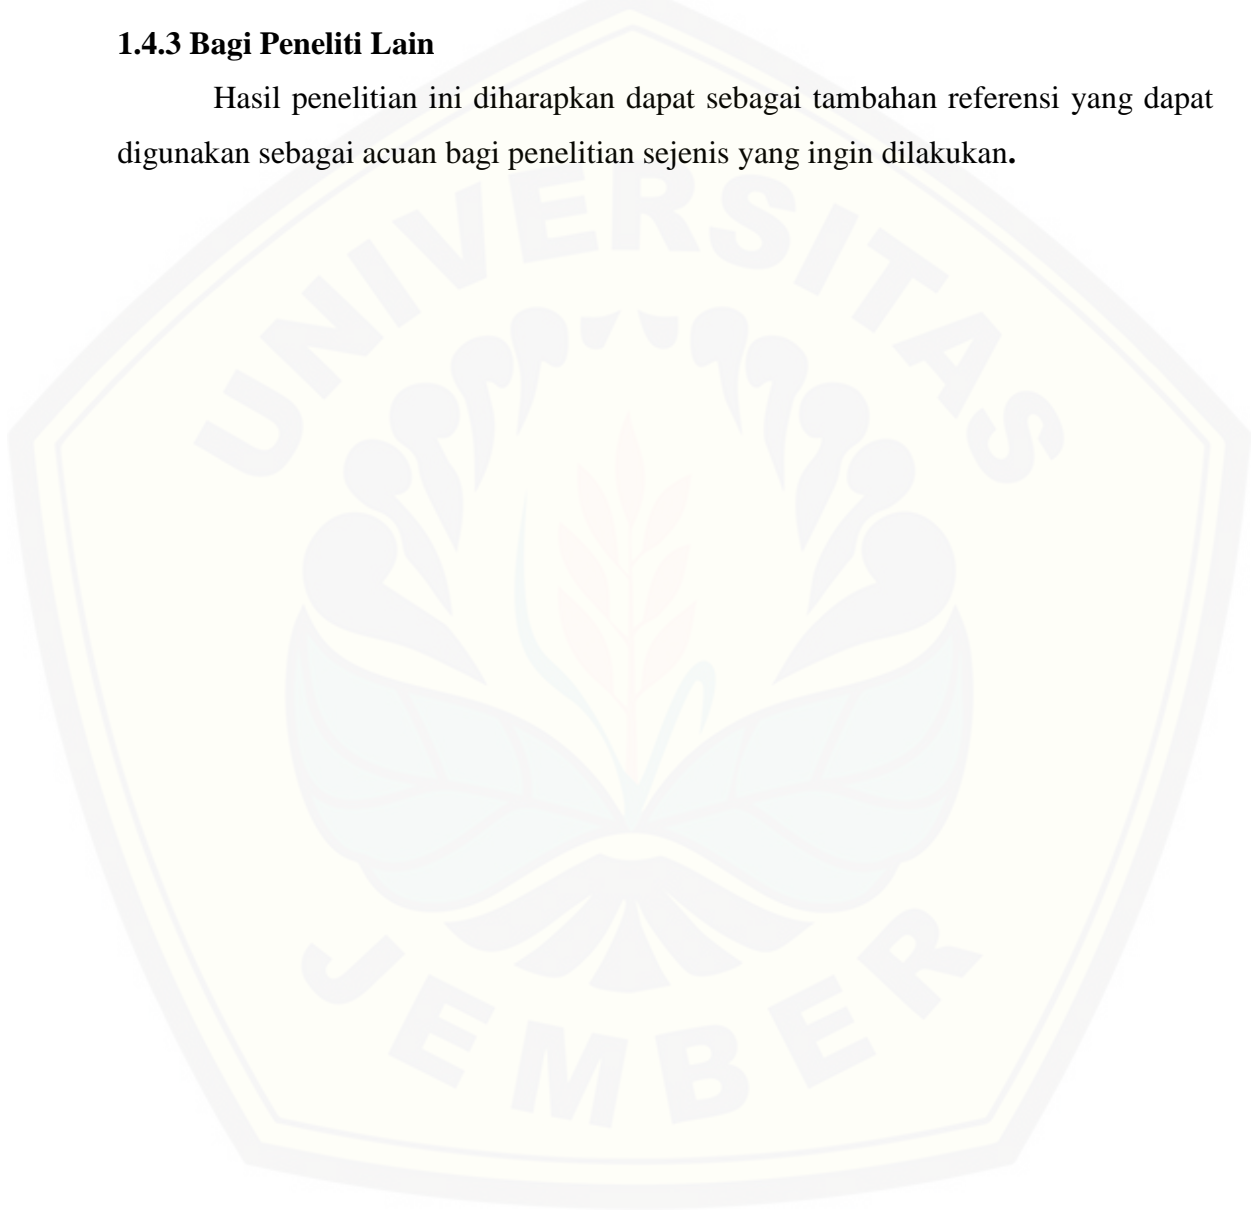 1.4.3 Bagi Peneliti Lain
Hasil penelitian ini diharapkan dapat sebagai tambahan referensi yang dapat
digunakan sebagai acuan bagi penelitian sejenis yang ingin dilakukan.
UNIVERSITAS
JEMBER